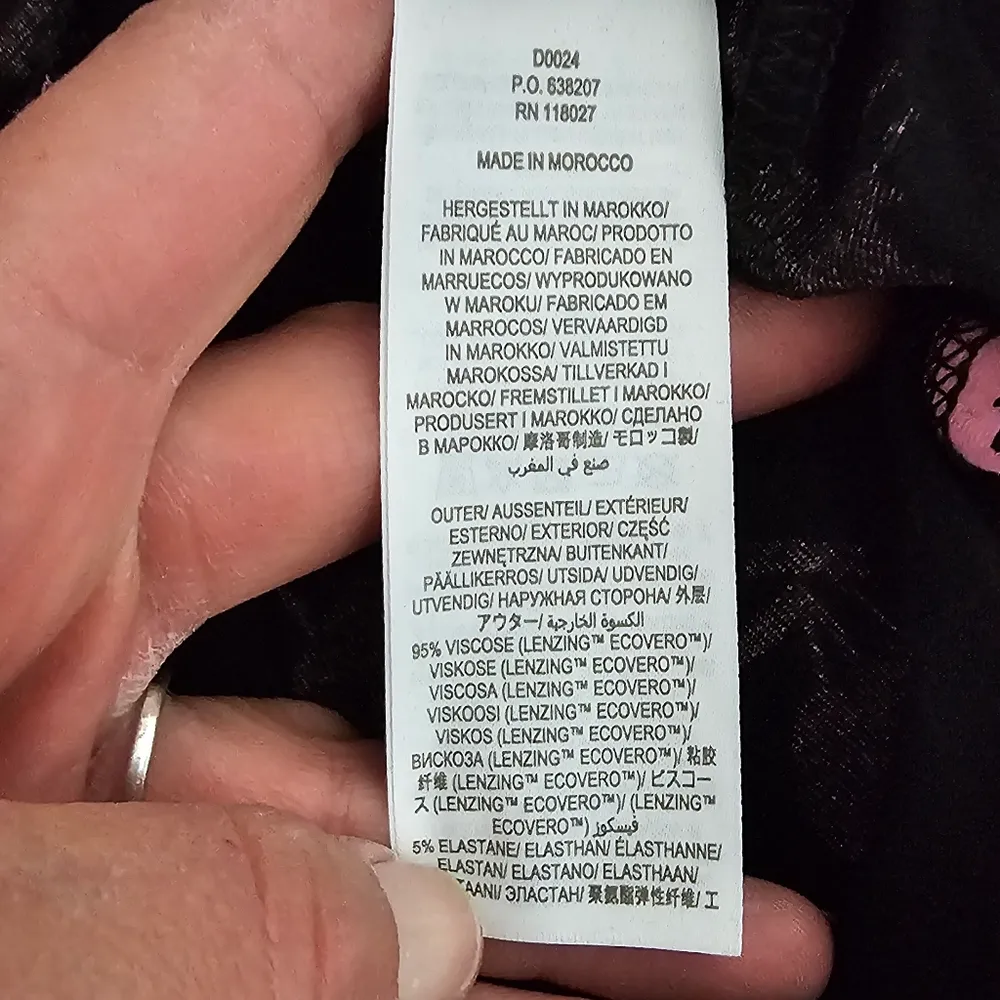 D0024
P.O. 638207
RN 118027
MADE IN MOROCCO
HERGESTELLT IN MAROKKO/
FABRIQUÉ AU MAROC/ PRODOTTO
IN MAROCCO/ FABRICADO EN
MARRUECOS/ WYPRODUKOWANO
W MAROKU/ FABRICADO EM
MARROCOS/ VERVAARDIGD
IN MAROKKO/ VALMISTETTU
MAROKOSSA/ TILLVERKAD I
MAROCKO/ FREMSTILLET I MAROKKO/
PRODUSERT I MAROKKO/ СДЕЛАНО
В МАРОККО/ 摩洛哥制造/ モロッコ製/
صنع في المغرب
OUTER/ AUSSENTEIL/ EXTÉRIEUR/
ESTERNO/ EXTERIOR/ CZĘŚĆ
ZEWNĘTRZNA/ BUITENKANT/
PÄÄLLIKERROS/ UTSIDA/ UDVENDIG/
UTVENDIG/ НАРУЖНАЯ СТОРОНА/ 外层/
アウター/ الكسوة الخارجية
95% VISCOSE (LENZING™ ECOVERO™)/
VISKOSE (LENZING™ ECOVERO™)/
VISCOSA (LENZING™ ECOVERO™)/
VISKOOSI (LENZING™ ECOVERO™)/
VISKOS (LENZING™ ECOVERO™)/
ВИСКОЗА (LENZING™ ECOVERO™)/ 粘胶
纤维 (LENZING™ ECOVERO™)/ ビスコー
ス (LENZING™ ECOVERO™)/ (LENZING™
ECOVERO™) فيسكوز
5% ELASTANE/ ELASTHAN/ ÉLASTHANNE/
ELASTAN/ ELASTANO/ ELASTHAAN/
TAANI/ ЭЛАСТАН/ 聚氨酯弹性纤维/ エ